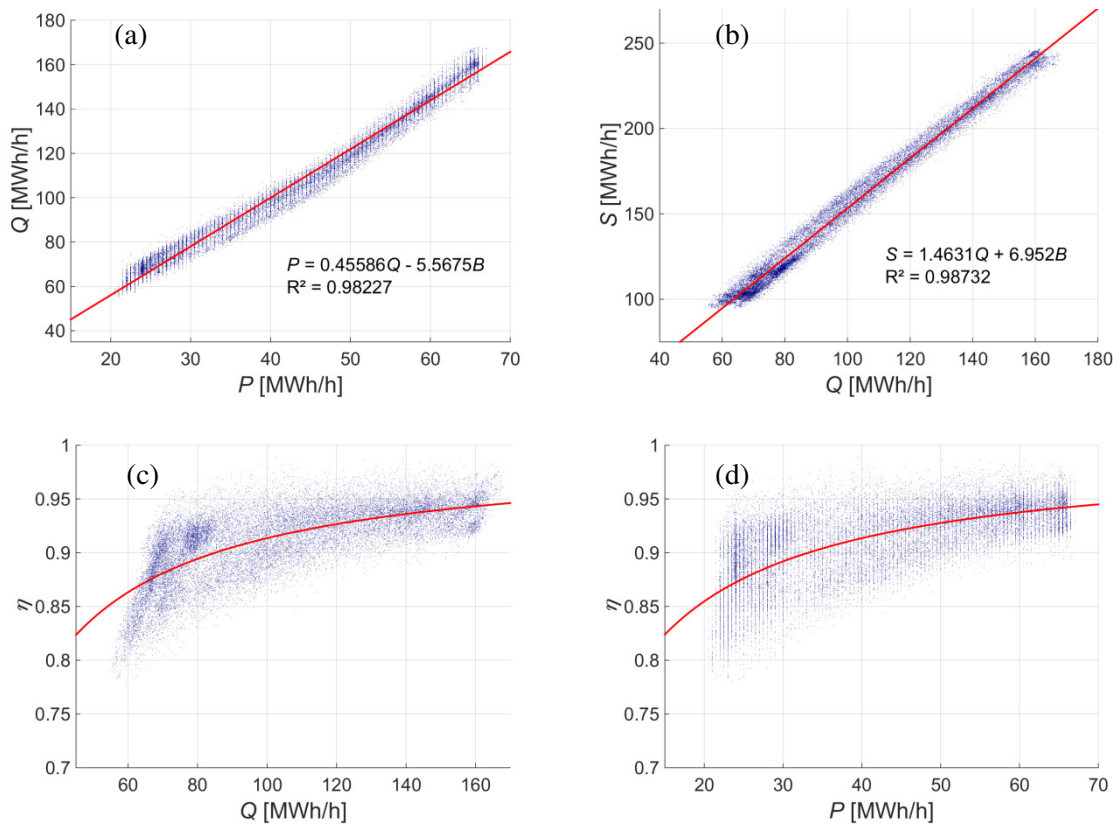 (a)
180
160
140
120
100
80
60
40
Q [MWh/h]
P = 0.45586Q - 5.5675B
R² = 0.98227
20 30 40 50 60 70
P [MWh/h]
(b)
250
200
150
100
S [MWh/h]
S = 1.4631Q + 6.952B
R² = 0.98732
40 60 80 100 120 140 160 180
Q [MWh/h]
(c)
1
0.95
0.9
0.85
0.8
0.75
0.7
η
60 80 100 120 140 160
Q [MWh/h]
(d)
1
0.95
0.9
0.85
0.8
0.75
0.7
η
20 30 40 50 60 70
P [MWh/h]